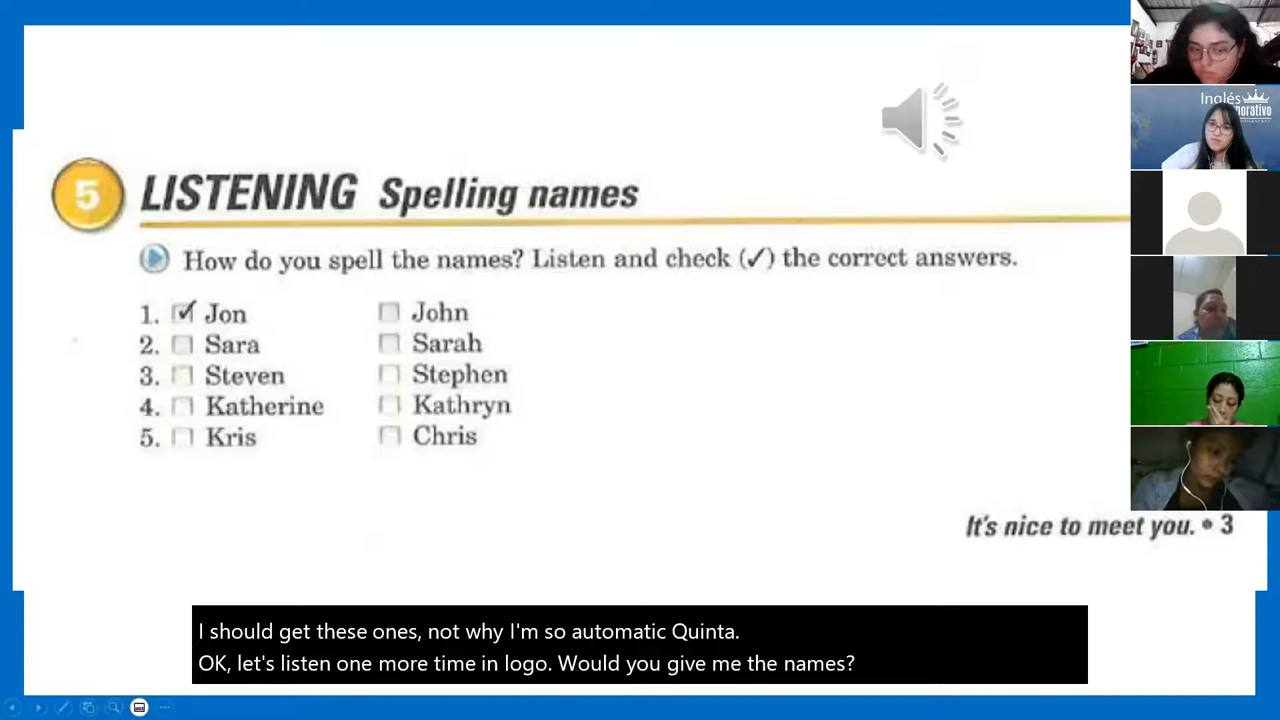 Inglés
porativo
5 LISTENING Spelling names
How do you spell the names? Listen and check (✓) the correct answers.
1. ✓ Jon John
2. Sara Sarah
3. Steven Stephen
4. Katherine Kathryn
5. Kris Chris
It's nice to meet you. • 3
I should get these ones, not why I'm so automatic Quinta.
OK, let's listen one more time in logo. Would you give me the names?